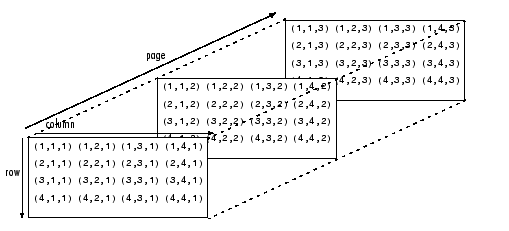 page
(1,1,3) (1,2,3) (1,3,3) (1,4,3)
(2,1,3) (2,2,3) (2,3,3) (2,4,3)
(3,1,3) (3,2,3) (3,3,3) (3,4,3)
(4,2,3) (4,3,3) (4,4,3)
(1,1,2) (1,2,2) (1,3,2) (1,4,2)
(2,1,2) (2,2,2) (2,3,2) (2,4,2)
(3,1,2) (3,2,2) (3,3,2) (3,4,2)
(4,2,2) (4,3,2) (4,4,2)
column
row
(1,1,1) (1,2,1) (1,3,1) (1,4,1)
(2,1,1) (2,2,1) (2,3,1) (2,4,1)
(3,1,1) (3,2,1) (3,3,1) (3,4,1)
(4,1,1) (4,2,1) (4,3,1) (4,4,1)